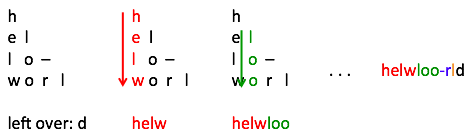 h
e l
l o –
w o r l
left over: d
h
e l
l o –
w o r l
helw
h
e l
l o –
w o r l
helwloo
. . .
helwloo-rld